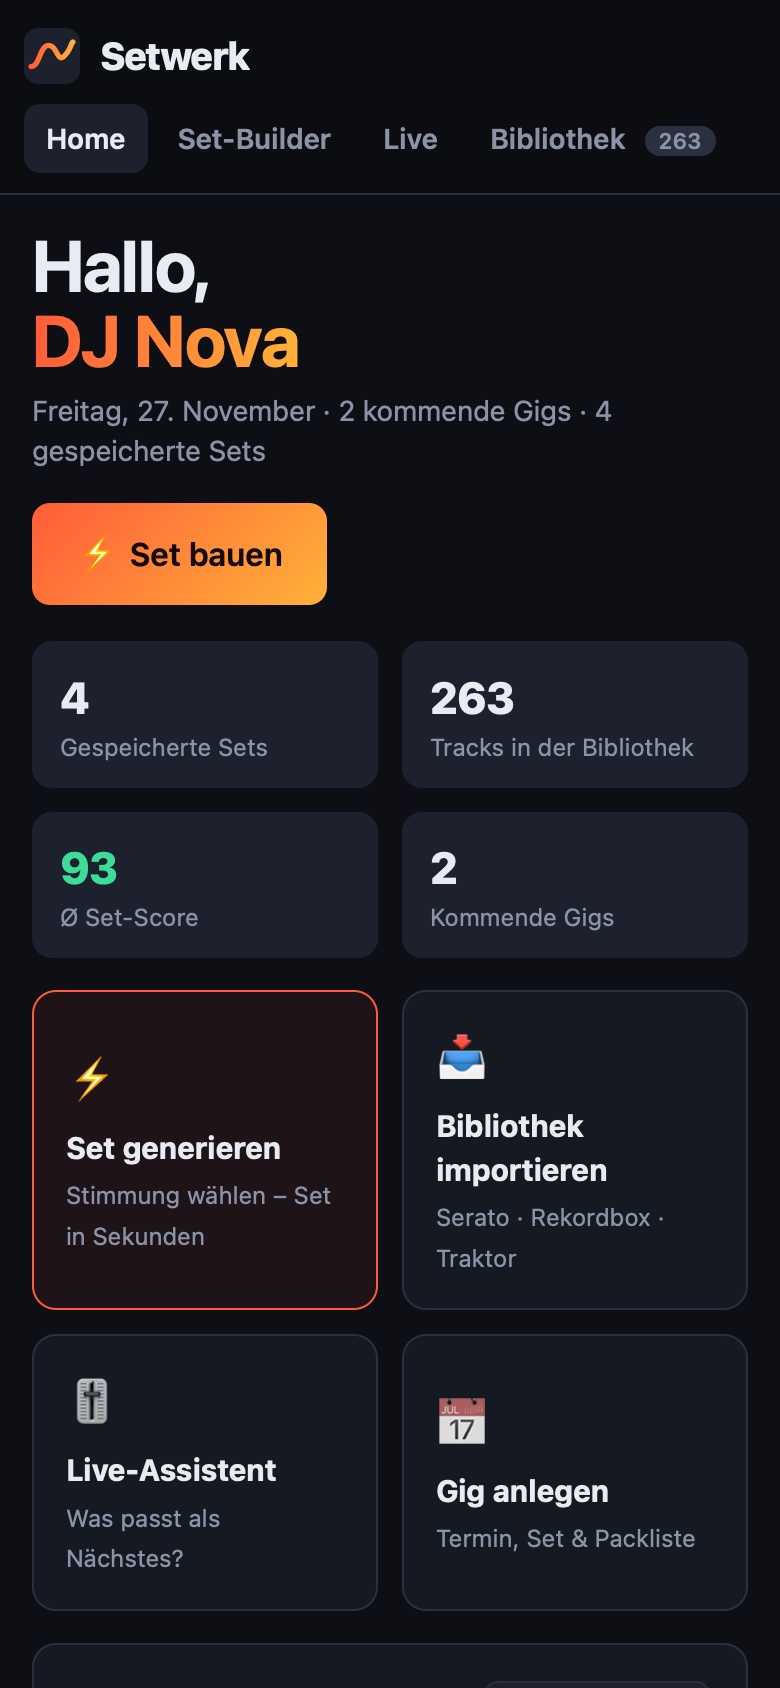 Setwerk
Home Set-Builder Live Bibliothek 263
Hallo,
DJ Nova
Freitag, 27. November · 2 kommende Gigs · 4
gespeicherte Sets
⚡ Set bauen
4
Gespeicherte Sets
263
Tracks in der Bibliothek
93
Ø Set-Score
2
Kommende Gigs
Set generieren
Stimmung wählen – Set
in Sekunden
Bibliothek
importieren
Serato · Rekordbox ·
Traktor
Live-Assistent
Was passt als
Nächstes?
JUL
17
Gig anlegen
Termin, Set & Packliste